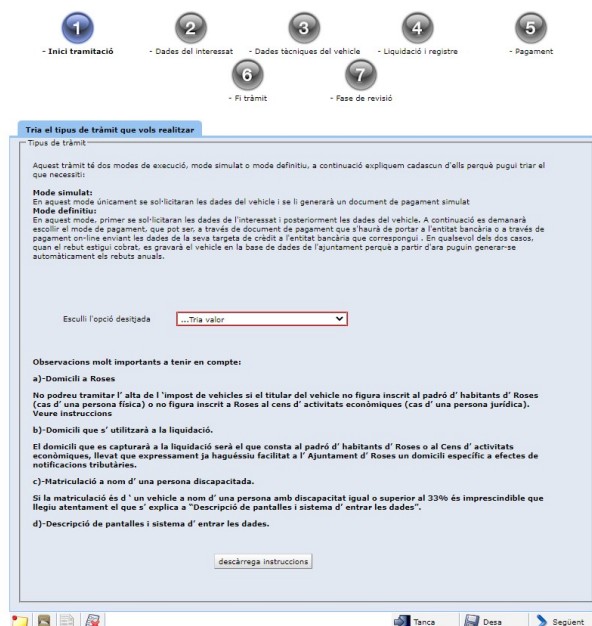 1
2
3
4
5
- Inici tramitació
- Dades del interessat
- Dades tècniques del vehicle
- Liquidació i registre
- Pagament
6
7
- Fi tràmit
- Fase de revisió
Tria el tipus de tràmit que vols realitzar
Tipus de tràmit
Aquest tràmit té dos modes de execució, mode simulat o mode definitiu, a continuació expliquem cadascun d'ells perquè pugui triar el
que necessiti:
Mode simulat:
En aquest mode únicament se sol·licitaran les dades del vehicle i se li generarà un document de pagament simulat
Mode definitiu:
En aquest mode, primer se sol·licitaran les dades de l'interessat i posteriorment les dades del vehicle. A continuació es demanarà
escollir el mode de pagament, que pot ser, a través de document de pagament que s'haurà de portar a l'entitat bancària o a través de
pagament on-line enviant les dades de la seva targeta de crèdit a l'entitat bancària que correspongui . En qualsevol dels dos casos,
quan el rebut estigui cobrat, es gravarà el vehicle en la base de dades de l'ajuntament perquè a partir d'ara puguin generar-se
automàticament els rebuts anuals.
Esculli l'opció desitjada
...Tria valor
Observacions molt importants a tenir en compte:
a)-Domicili a Roses
No podreu tramitar l' alta de l 'impost de vehicles si el titular del vehicle no figura inscrit al padró d' habitants d' Roses
(cas d' una persona física) o no figura inscrit a Roses al cens d' activitats econòmiques (cas d' una persona jurídica).
Veure instruccions
b)-Domicili que s' utilitzarà a la liquidació.
El domicili que es capturarà a la liquidació serà el que consta al padró d' habitants d' Roses o al Cens d' activitats
econòmiques, llevat que expressament ja haguéssiu facilitat a l' Ajuntament d' Roses un domicili específic a efectes de
notificacions tributàries.
c)-Matriculació a nom d' una persona discapacitada.
Si la matriculació és d ' un vehicle a nom d' una persona amb discapacitat igual o superior al 33% és imprescindible que
llegiu atentament el que s' explica a "Descripció de pantalles i sistema d' entrar les dades".
d)-Descripció de pantalles i sistema d' entrar les dades.
descàrrega instruccions
Tanca
Desa
Següent